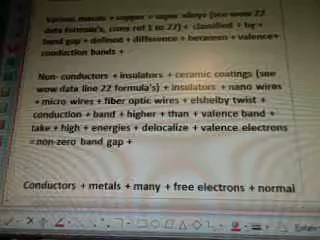 Various metals + copper + super alloys (see wow 22
data formula's, cons ref 1 to 22) + classified + by +
band gap + defined + difference + between + valence+
conduction bands +
Non- conductors + insulators + ceramic coatings (see
wow data line 22 formula's) + insulators + nano wires
+ micro wires + fiber optic wires + elshelby twist +
conduction + band + higher + than + valence band +
take + high + energies + delocalize + valence electrons
= non-zero band gap +
Conductors + metals + many + free electrons + normal